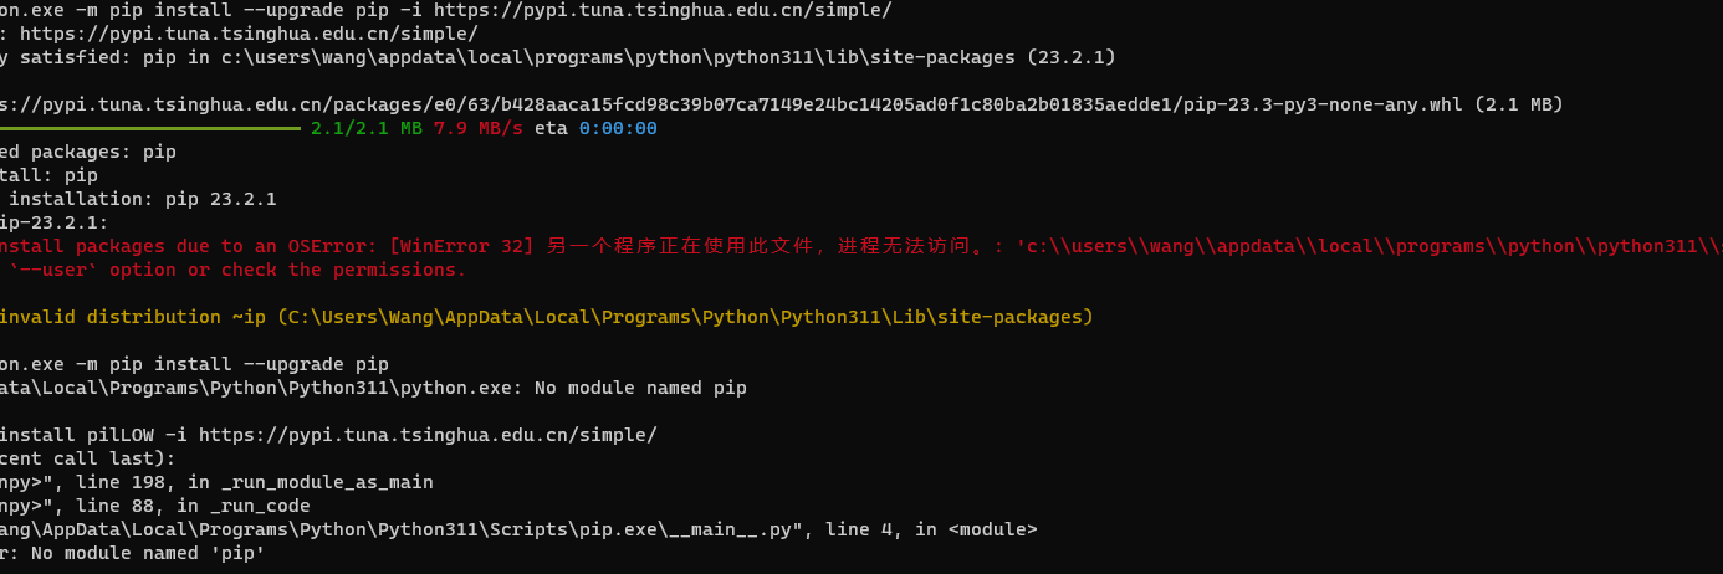 on.exe -m pip install --upgrade pip -i https://pypi.tuna.tsinghua.edu.cn/simple/
: https://pypi.tuna.tsinghua.edu.cn/simple/
y satisfied: pip in c:\users\wang\appdata\local\programs\python\python311\lib\site-packages (23.2.1)
s://pypi.tuna.tsinghua.edu.cn/packages/e0/63/b428aaca15fcd98c39b07ca7149e24bc14205ad0f1c80ba2b01835aedde1/pip-23.3-py3-none-any.whl (2.1 MB)
2.1/2.1 MB 7.9 MB/s eta 0:00:00
ed packages: pip
tall: pip
installation: pip 23.2.1
ip-23.2.1:
nstall packages due to an OSError: [WinError 32] 另一个程序正在使用此文件，进程无法访问。: 'c:\\users\\wang\\appdata\\local\\programs\\python\\python311\\
`--user` option or check the permissions.
invalid distribution ~ip (C:\Users\Wang\AppData\Local\Programs\Python\Python311\Lib\site-packages)
on.exe -m pip install --upgrade pip
ata\Local\Programs\Python\Python311\python.exe: No module named pip
install pilLOW -i https://pypi.tuna.tsinghua.edu.cn/simple/
cent call last):
npy>", line 198, in _run_module_as_main
npy>", line 88, in _run_code
ang\AppData\Local\Programs\Python\Python311\Scripts\pip.exe\__main__.py", line 4, in <module>
r: No module named 'pip'